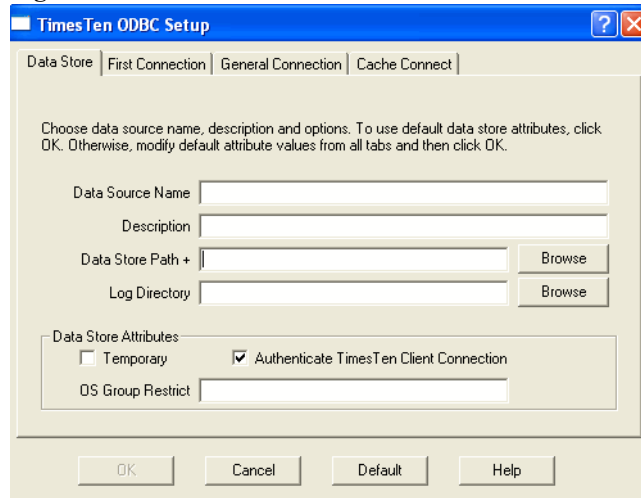 TimesTen ODBC Setup
Data Store First Connection General Connection Cache Connect
Choose data source name, description and options. To use default data store attributes, click
OK. Otherwise, modify default attribute values from all tabs and then click OK.
Data Source Name
Description
Data Store Path + Browse
Log Directory Browse
Data Store Attributes
Temporary Authenticate TimesTen Client Connection
OS Group Restrict
OK Cancel Default Help